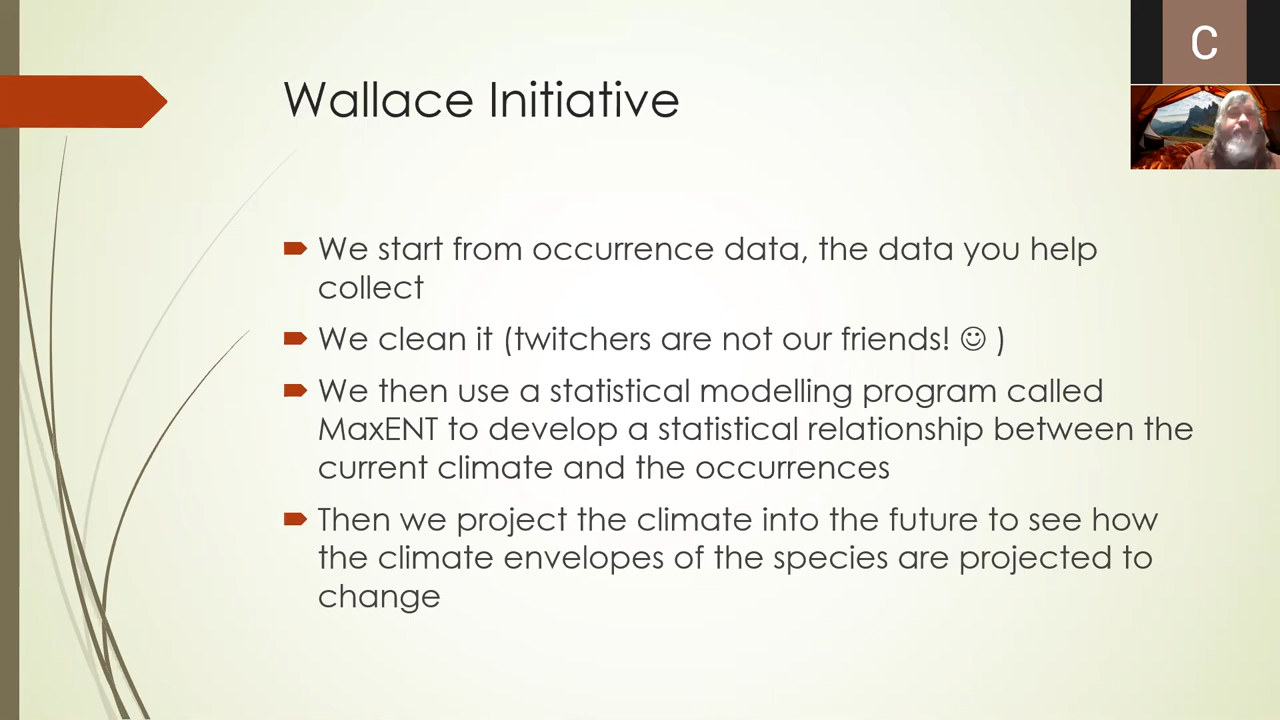 Wallace Initiative
C
We start from occurrence data, the data you help
collect
We clean it (twitchers are not our friends! ☺ )
We then use a statistical modelling program called
MaxENT to develop a statistical relationship between the
current climate and the occurrences
Then we project the climate into the future to see how
the climate envelopes of the species are projected to
change